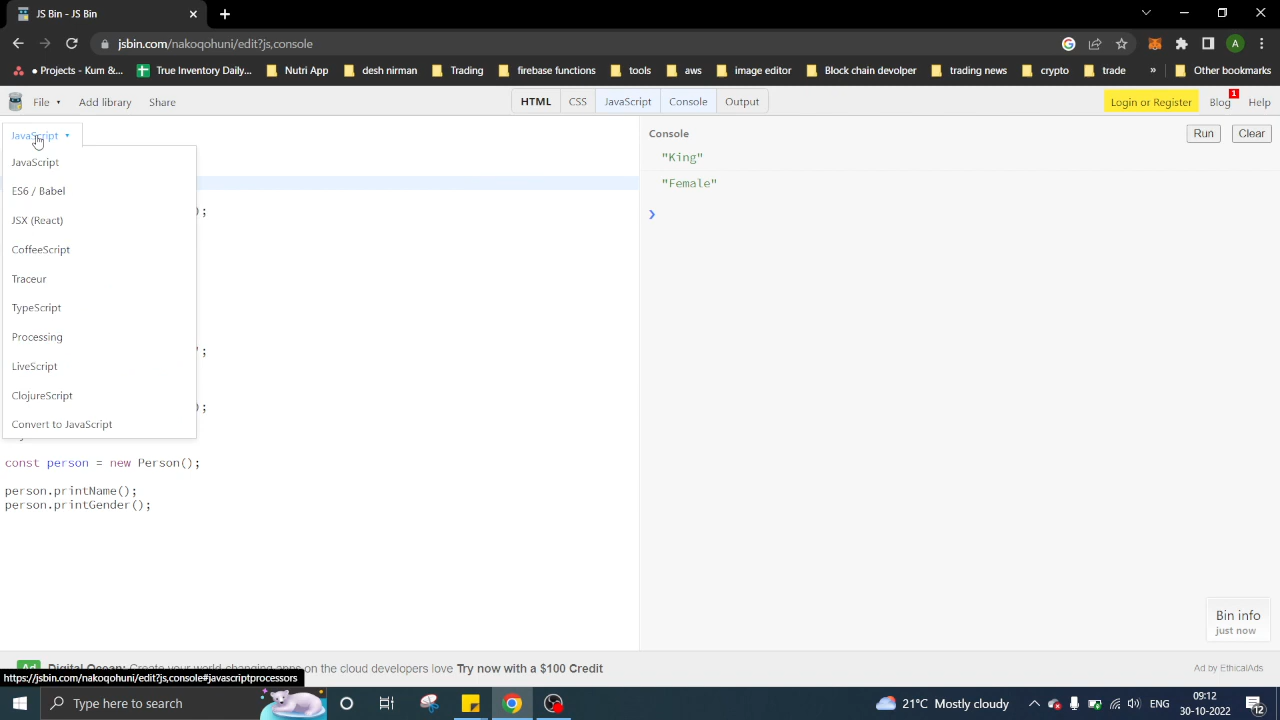 JS Bin - JS Bin
jsbin.com/nakoqohuni/edit?js,console
● Projects - Kum &... True Inventory Daily... Nutri App desh nirman Trading firebase functions tools aws image editor Block chain devolper trading news crypto trade » Other bookmarks
File Add library Share HTML CSS JavaScript Console Output Login or Register Blog 1 Help
JavaScript
JavaScript
ES6 / Babel
JSX (React)
CoffeeScript
Traceur
TypeScript
Processing
LiveScript
ClojureScript
Convert to JavaScript
);
';
);
const person = new Person();
person.printName();
person.printGender();
Console Run Clear
"King"
"Female"
❯
Bin info
just now
Ad Digital Ocean: Create your world-changing apps on the cloud developers love Try now with a $100 Credit Ad by EthicalAds
https://jsbin.com/nakoqohuni/edit?js,console#javascriptprocessors
Type here to search 21°C Mostly cloudy ENG 09:12
30-10-2022 12